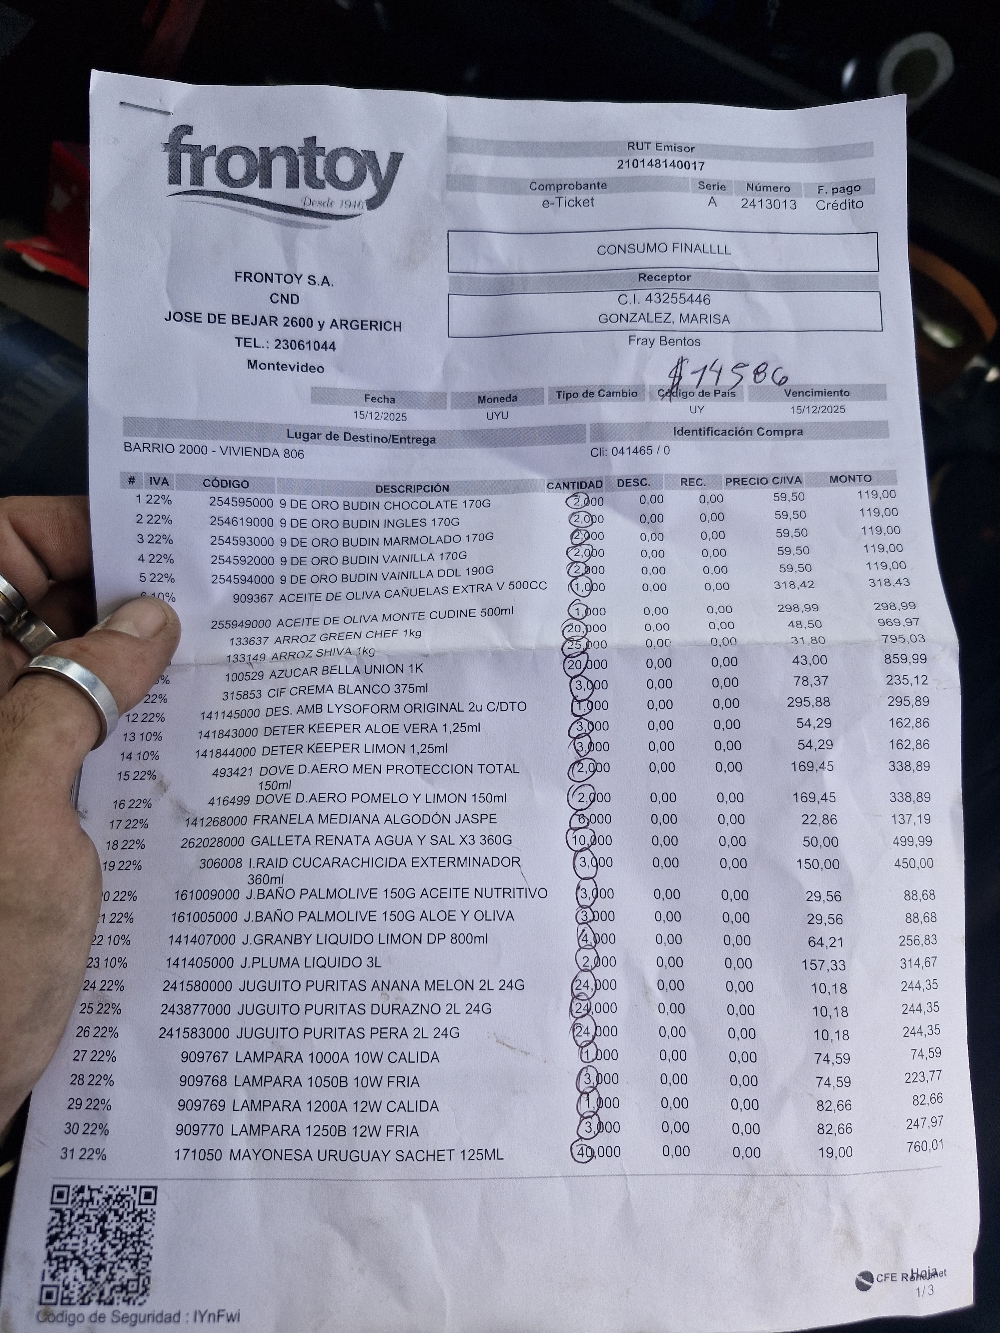 frontoy
Desde 1946
FRONTOY S.A.
CND
JOSE DE BEJAR 2600 y ARGERICH
TEL.: 23061044
Montevideo
RUT Emisor
210148140017
Comprobante Serie Número F. pago
e-Ticket A 2413013 Crédito
CONSUMO FINALLLL
Receptor
C.I. 43255446
GONZALEZ, MARISA
Fray Bentos
$14586
Fecha Moneda Tipo de Cambio Código de País Vencimiento
15/12/2025 UYU UY 15/12/2025
Lugar de Destino/Entrega Identificación Compra
BARRIO 2000 - VIVIENDA 806 Cli: 041465 / 0
# IVA CÓDIGO DESCRIPCIÓN CANTIDAD DESC. REC. PRECIO C/IVA MONTO
1 22% 254595000 9 DE ORO BUDIN CHOCOLATE 170G 2,000 0,00 0,00 59,50 119,00
2 22% 254619000 9 DE ORO BUDIN INGLES 170G 2,000 0,00 0,00 59,50 119,00
3 22% 254593000 9 DE ORO BUDIN MARMOLADO 170G 2,000 0,00 0,00 59,50 119,00
4 22% 254592000 9 DE ORO BUDIN VAINILLA 170G 2,000 0,00 0,00 59,50 119,00
5 22% 254594000 9 DE ORO BUDIN VAINILLA DDL 190G 2,000 0,00 0,00 59,50 119,00
10% 909367 ACEITE DE OLIVA CAÑUELAS EXTRA V 500CC 1,000 0,00 0,00 318,42 318,43
255949000 ACEITE DE OLIVA MONTE CUDINE 500ml 1,000 0,00 0,00 298,99 298,99
133637 ARROZ GREEN CHEF 1kg 20,000 0,00 0,00 48,50 969,97
133149 ARROZ SHIVA 1kg 25,000 0,00 0,00 31,80 795,03
% 100529 AZUCAR BELLA UNION 1K 20,000 0,00 0,00 43,00 859,99
22% 315853 CIF CREMA BLANCO 375ml 3,000 0,00 0,00 78,37 235,12
12 22% 141145000 DES. AMB LYSOFORM ORIGINAL 2u C/DTO 1,000 0,00 0,00 295,88 295,89
13 10% 141843000 DETER KEEPER ALOE VERA 1,25ml 3,000 0,00 0,00 54,29 162,86
14 10% 141844000 DETER KEEPER LIMON 1,25ml 3,000 0,00 0,00 54,29 162,86
15 22% 493421 DOVE D.AERO MEN PROTECCION TOTAL 2,000 0,00 0,00 169,45 338,89
150ml
16 22% 416499 DOVE D.AERO POMELO Y LIMON 150ml 2,000 0,00 0,00 169,45 338,89
17 22% 141268000 FRANELA MEDIANA ALGODÓN JASPE 6,000 0,00 0,00 22,86 137,19
18 22% 262028000 GALLETA RENATA AGUA Y SAL X3 360G 10,000 0,00 0,00 50,00 499,99
19 22% 306008 I.RAID CUCARACHICIDA EXTERMINADOR 3,000 0,00 0,00 150,00 450,00
360ml
0 22% 161009000 J.BAÑO PALMOLIVE 150G ACEITE NUTRITIVO 3,000 0,00 0,00 29,56 88,68
1 22% 161005000 J.BAÑO PALMOLIVE 150G ALOE Y OLIVA 3,000 0,00 0,00 29,56 88,68
22 10% 141407000 J.GRANBY LIQUIDO LIMON DP 800ml 4,000 0,00 0,00 64,21 256,83
23 10% 141405000 J.PLUMA LIQUIDO 3L 2,000 0,00 0,00 157,33 314,67
24 22% 241580000 JUGUITO PURITAS ANANA MELON 2L 24G 24,000 0,00 0,00 10,18 244,35
25 22% 243877000 JUGUITO PURITAS DURAZNO 2L 24G 24,000 0,00 0,00 10,18 244,35
26 22% 241583000 JUGUITO PURITAS PERA 2L 24G 24,000 0,00 0,00 10,18 244,35
27 22% 909767 LAMPARA 1000A 10W CALIDA 1,000 0,00 0,00 74,59 74,59
28 22% 909768 LAMPARA 1050B 10W FRIA 3,000 0,00 0,00 74,59 223,77
29 22% 909769 LAMPARA 1200A 12W CALIDA 1,000 0,00 0,00 82,66 82,66
30 22% 909770 LAMPARA 1250B 12W FRIA 3,000 0,00 0,00 82,66 247,97
31 22% 171050 MAYONESA URUGUAY SACHET 125ML 40,000 0,00 0,00 19,00 760,01
Código de Seguridad : IYnFwi
CFE Hoja
1/3